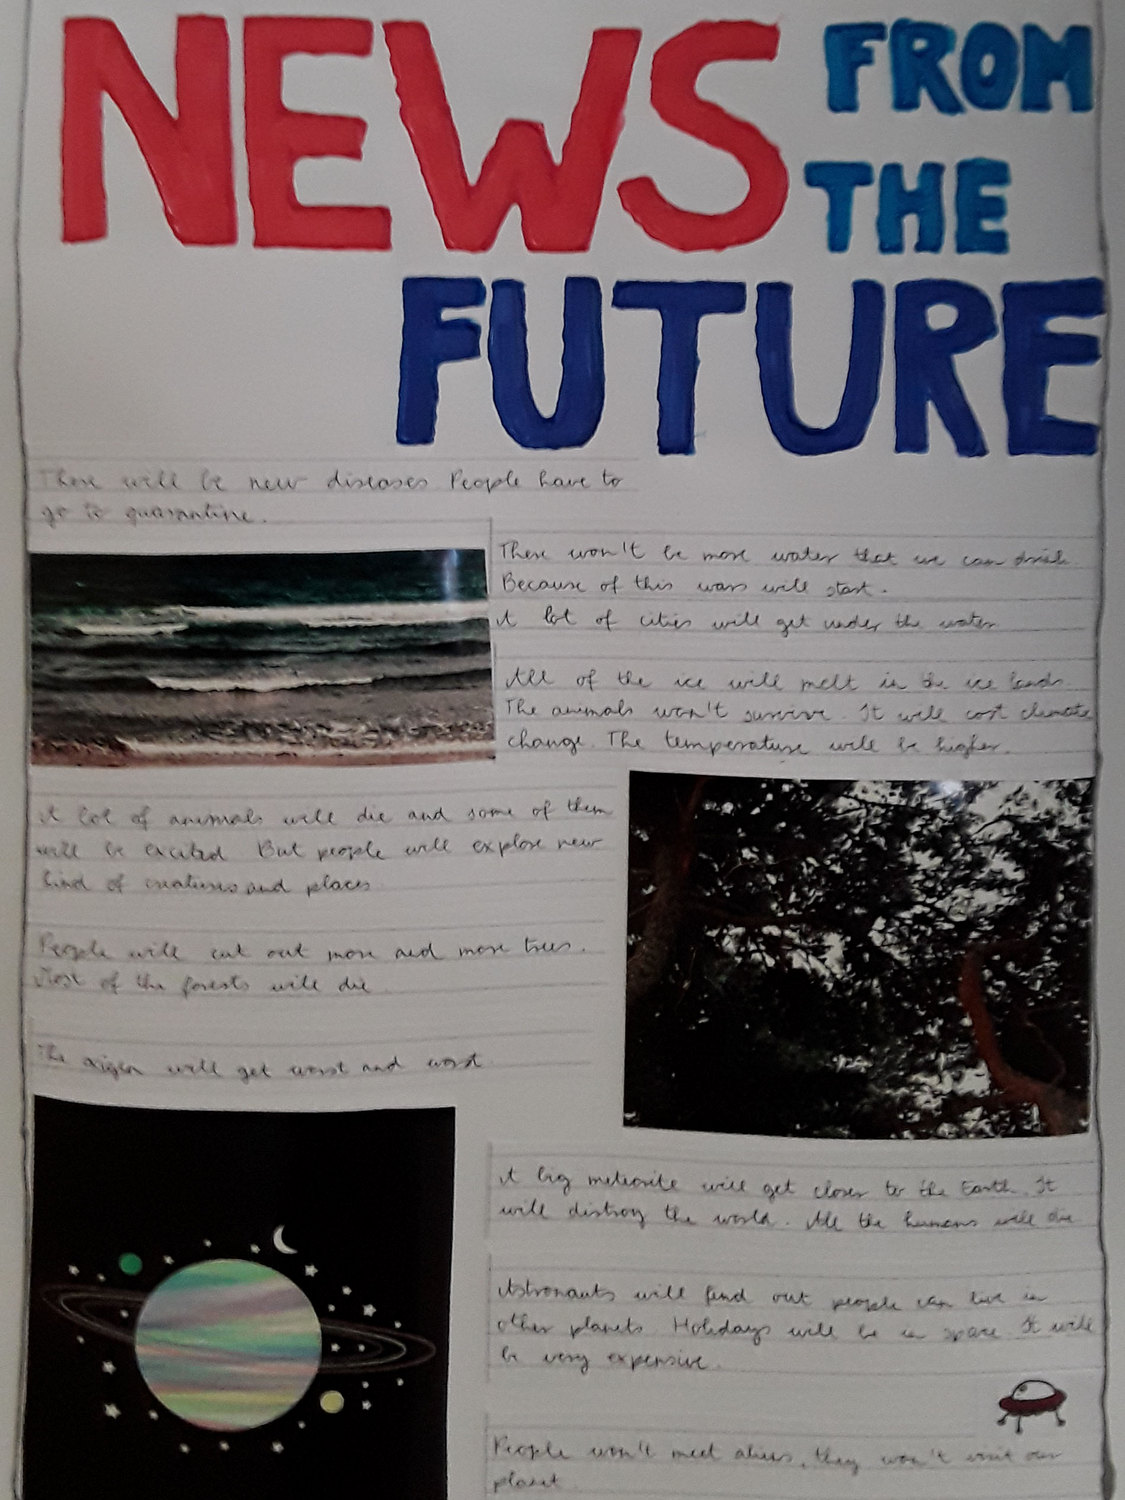 NEWS FROM
THE
FUTURE
There will be new diseases. People have to
go to quarantine.
There won't be more water that we can drink.
Because of this wars will start.
A lot of cities will get under the water
All of the ice will melt in the ice lands.
The animals won't survive. It will cost climate
change. The temperature will be higher.
A lot of animals will die and some of them
will be excited But people will explore new
kind of creatures and places
People will cut out more and more trees.
Most of the forests will die
The oxigen will get worst and worst
A big meteorite will get closer to the Earth. It
will distroy the world. All the humans will die
Astronauts will find out people can live in
other planets. Holidays will be in space. It will
be very expensive.
People won't meet aliens, they won't visit our
planet